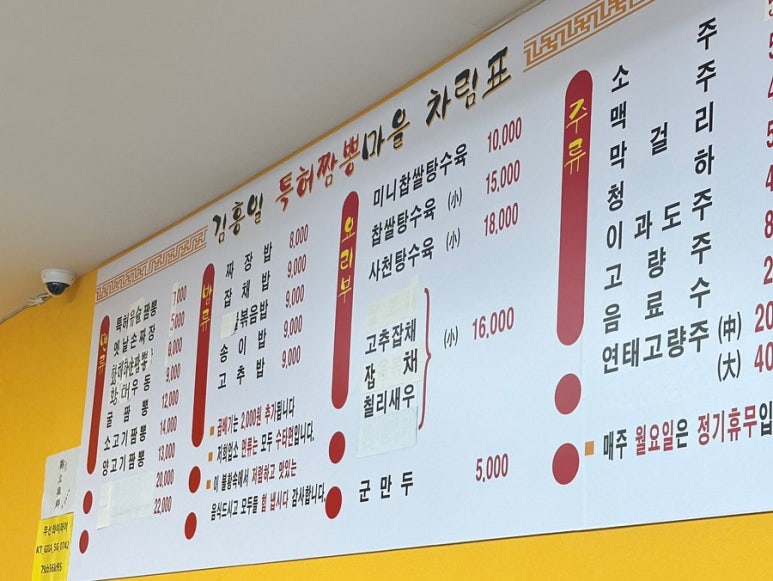 김홍일 특허짬뽕마을 차림표
면류
특허 짬뽕
옛날손짜장
우동
굴짬뽕
소고기짬뽕
양고기짬뽕
7,000
5,000
8,000
9,000
12,000
14,000
13,000
20,000
22,000
밥류
짜장밥 8,000
잡채밥 9,000
볶음밥 9,000
송이밥 9,000
고추밥 9,000
곱배기는 2,000원 추가됩니다
저희업소 면류는 모두 수타면입니다.
이 불황속에서 저렴하고 맛있는
음식드시고 모두들 힘 냅시다 감사합니다.
요리부
미니찹쌀탕수육 10,000
찹쌀탕수육 (小) 15,000
사천탕수육 (小) 18,000
고추잡채
잡채
칠리새우
(小) 16,000
군만두 5,000
주류
소주
맥주
막걸리
청하
이과도주
고량주
음료수
연태고량주 (中) 20
(大) 40
매주 월요일은 정기휴무입
무선 와이파이
KT_GIGA_5G_0742